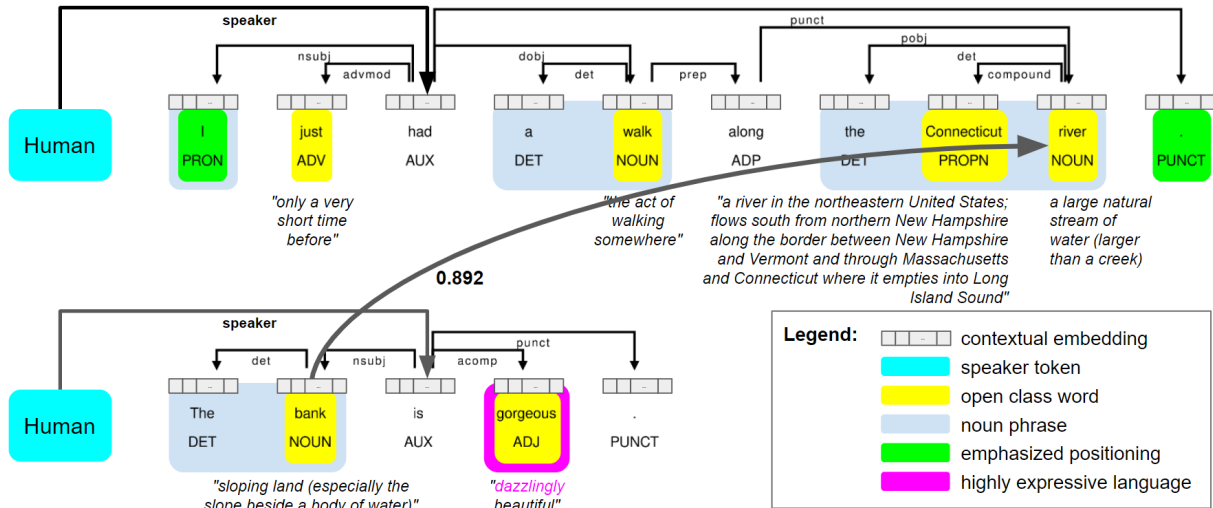 speaker
punct
nsubj
dobj
pobj
det
advmod
det
prep
compound
Human
I
just
had
a
walk
along
the
Connecticut
river
.
PRON
ADV
AUX
DET
NOUN
ADP
DET
PROPN
NOUN
PUNCT
"only a very
short time
before"
"the act of
walking
somewhere"
"a river in the northeastern United States;
flows south from northern New Hampshire
along the border between New Hampshire
and Vermont and through Massachusetts
and Connecticut where it empties into Long
Island Sound"
a large natural
stream of
water (larger
than a creek)
0.892
speaker
punct
det
nsubj
acomp
Human
The
bank
is
gorgeous
.
DET
NOUN
AUX
ADJ
PUNCT
"sloping land (especially the
slope beside a body of water)"
"dazzlingly
beautiful"
Legend:
contextual embedding
speaker token
open class word
noun phrase
emphasized positioning
highly expressive language